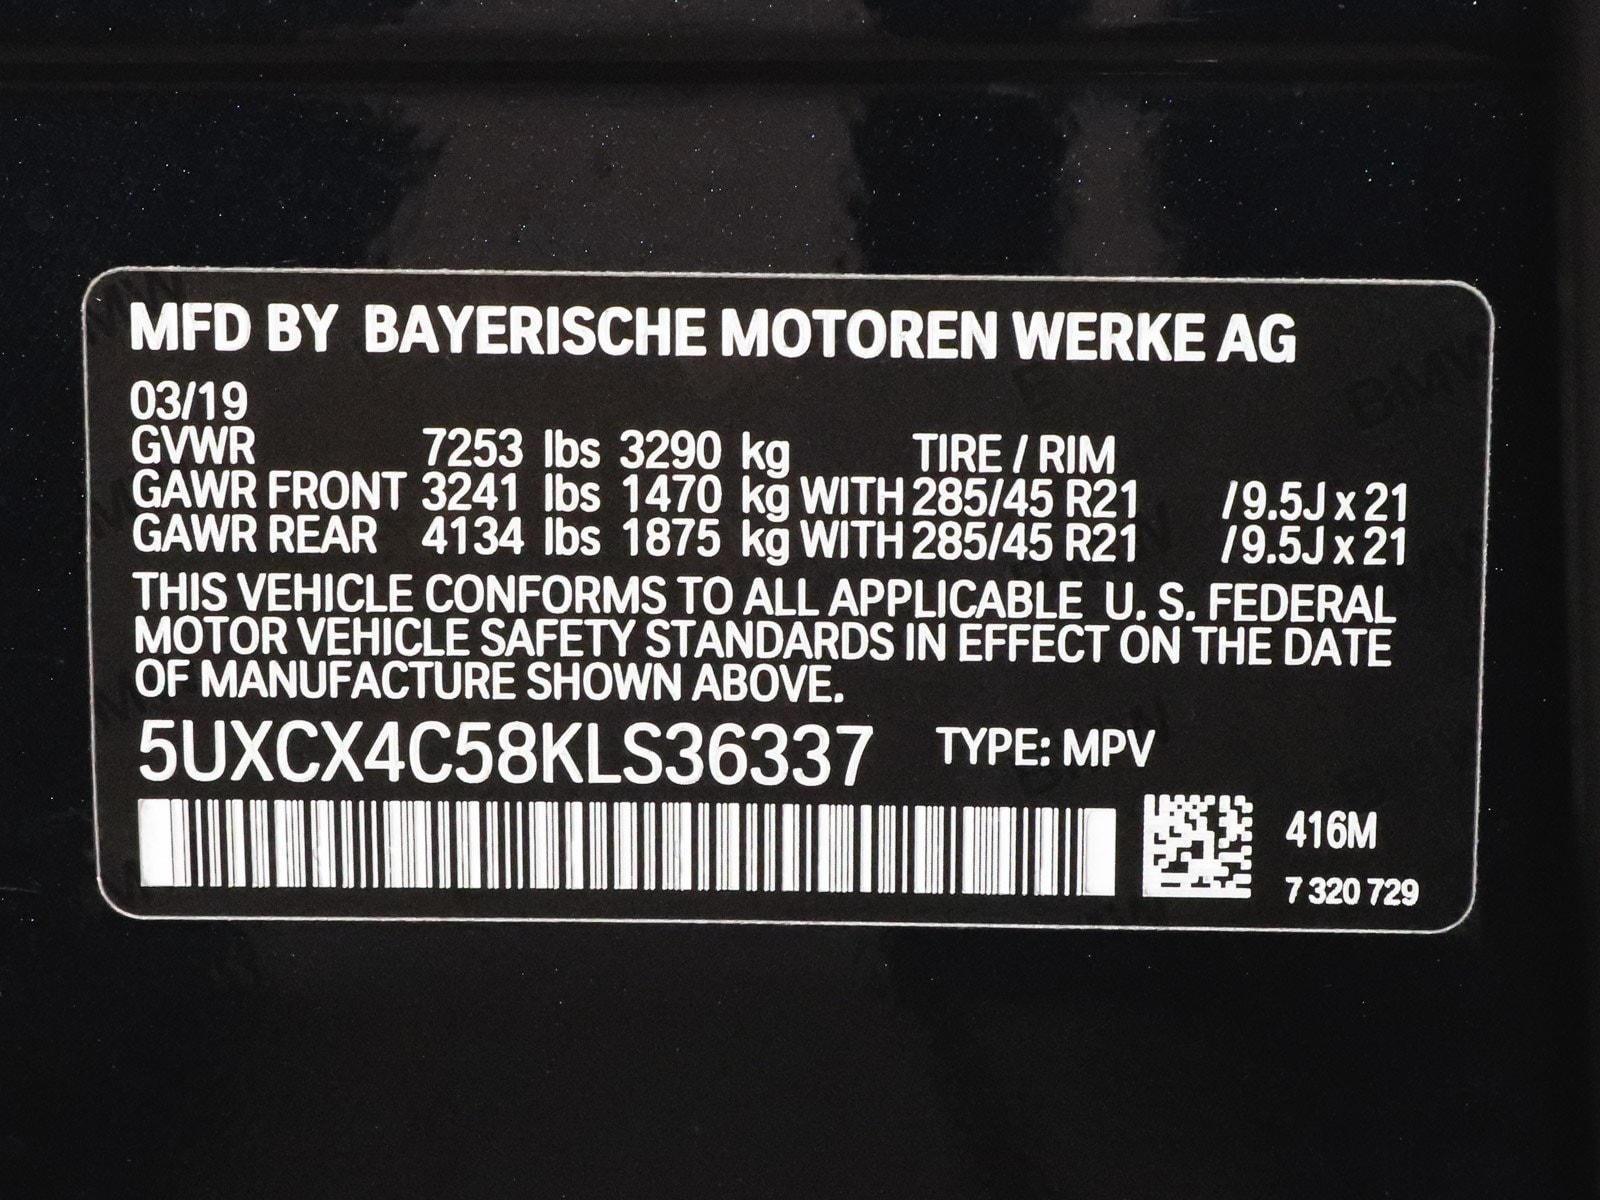 MFD BY BAYERISCHE MOTOREN WERKE AG
03/19
GVWR 7253 lbs 3290 kg TIRE / RIM
GAWR FRONT 3241 lbs 1470 kg WITH 285/45 R21 /9.5J x 21
GAWR REAR 4134 lbs 1875 kg WITH 285/45 R21 /9.5J x 21
THIS VEHICLE CONFORMS TO ALL APPLICABLE U. S. FEDERAL
MOTOR VEHICLE SAFETY STANDARDS IN EFFECT ON THE DATE
OF MANUFACTURE SHOWN ABOVE.
5UXCX4C58KLS36337 TYPE: MPV
416M
7 320 729